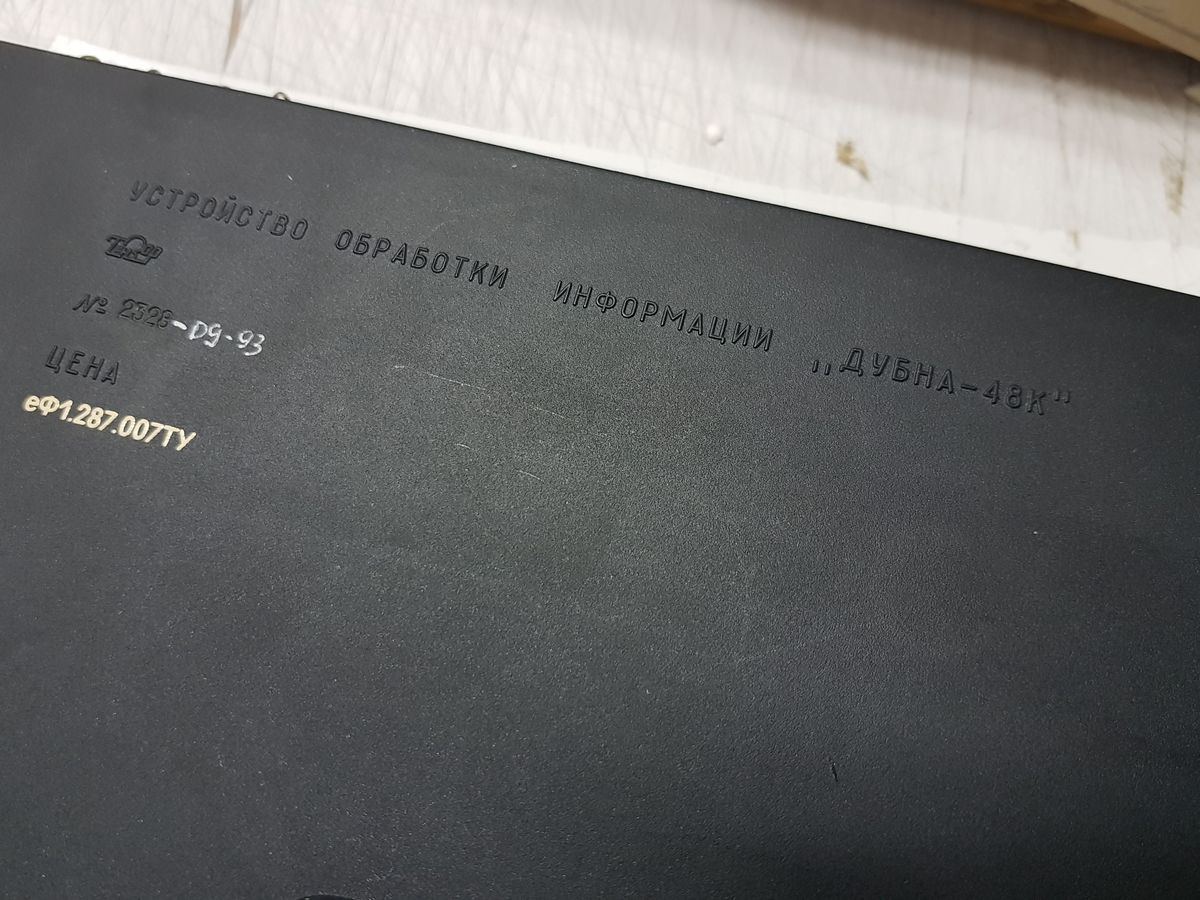 УСТРОЙСТВО ОБРАБОТКИ ИНФОРМАЦИИ „ДУБНА-48К"
№ 2328-09-93
ЦЕНА
еФ1.287.007ТУ